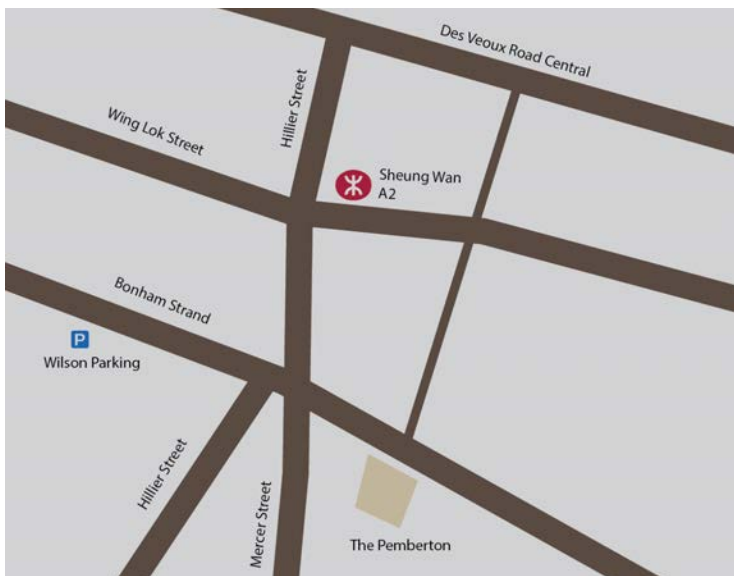 Des Veoux Road Central
Hillier Street
Wing Lok Street
Sheung Wan
A2
Bonham Strand
P
Wilson Parking
Hillier Street
Mercer Street
The Pemberton